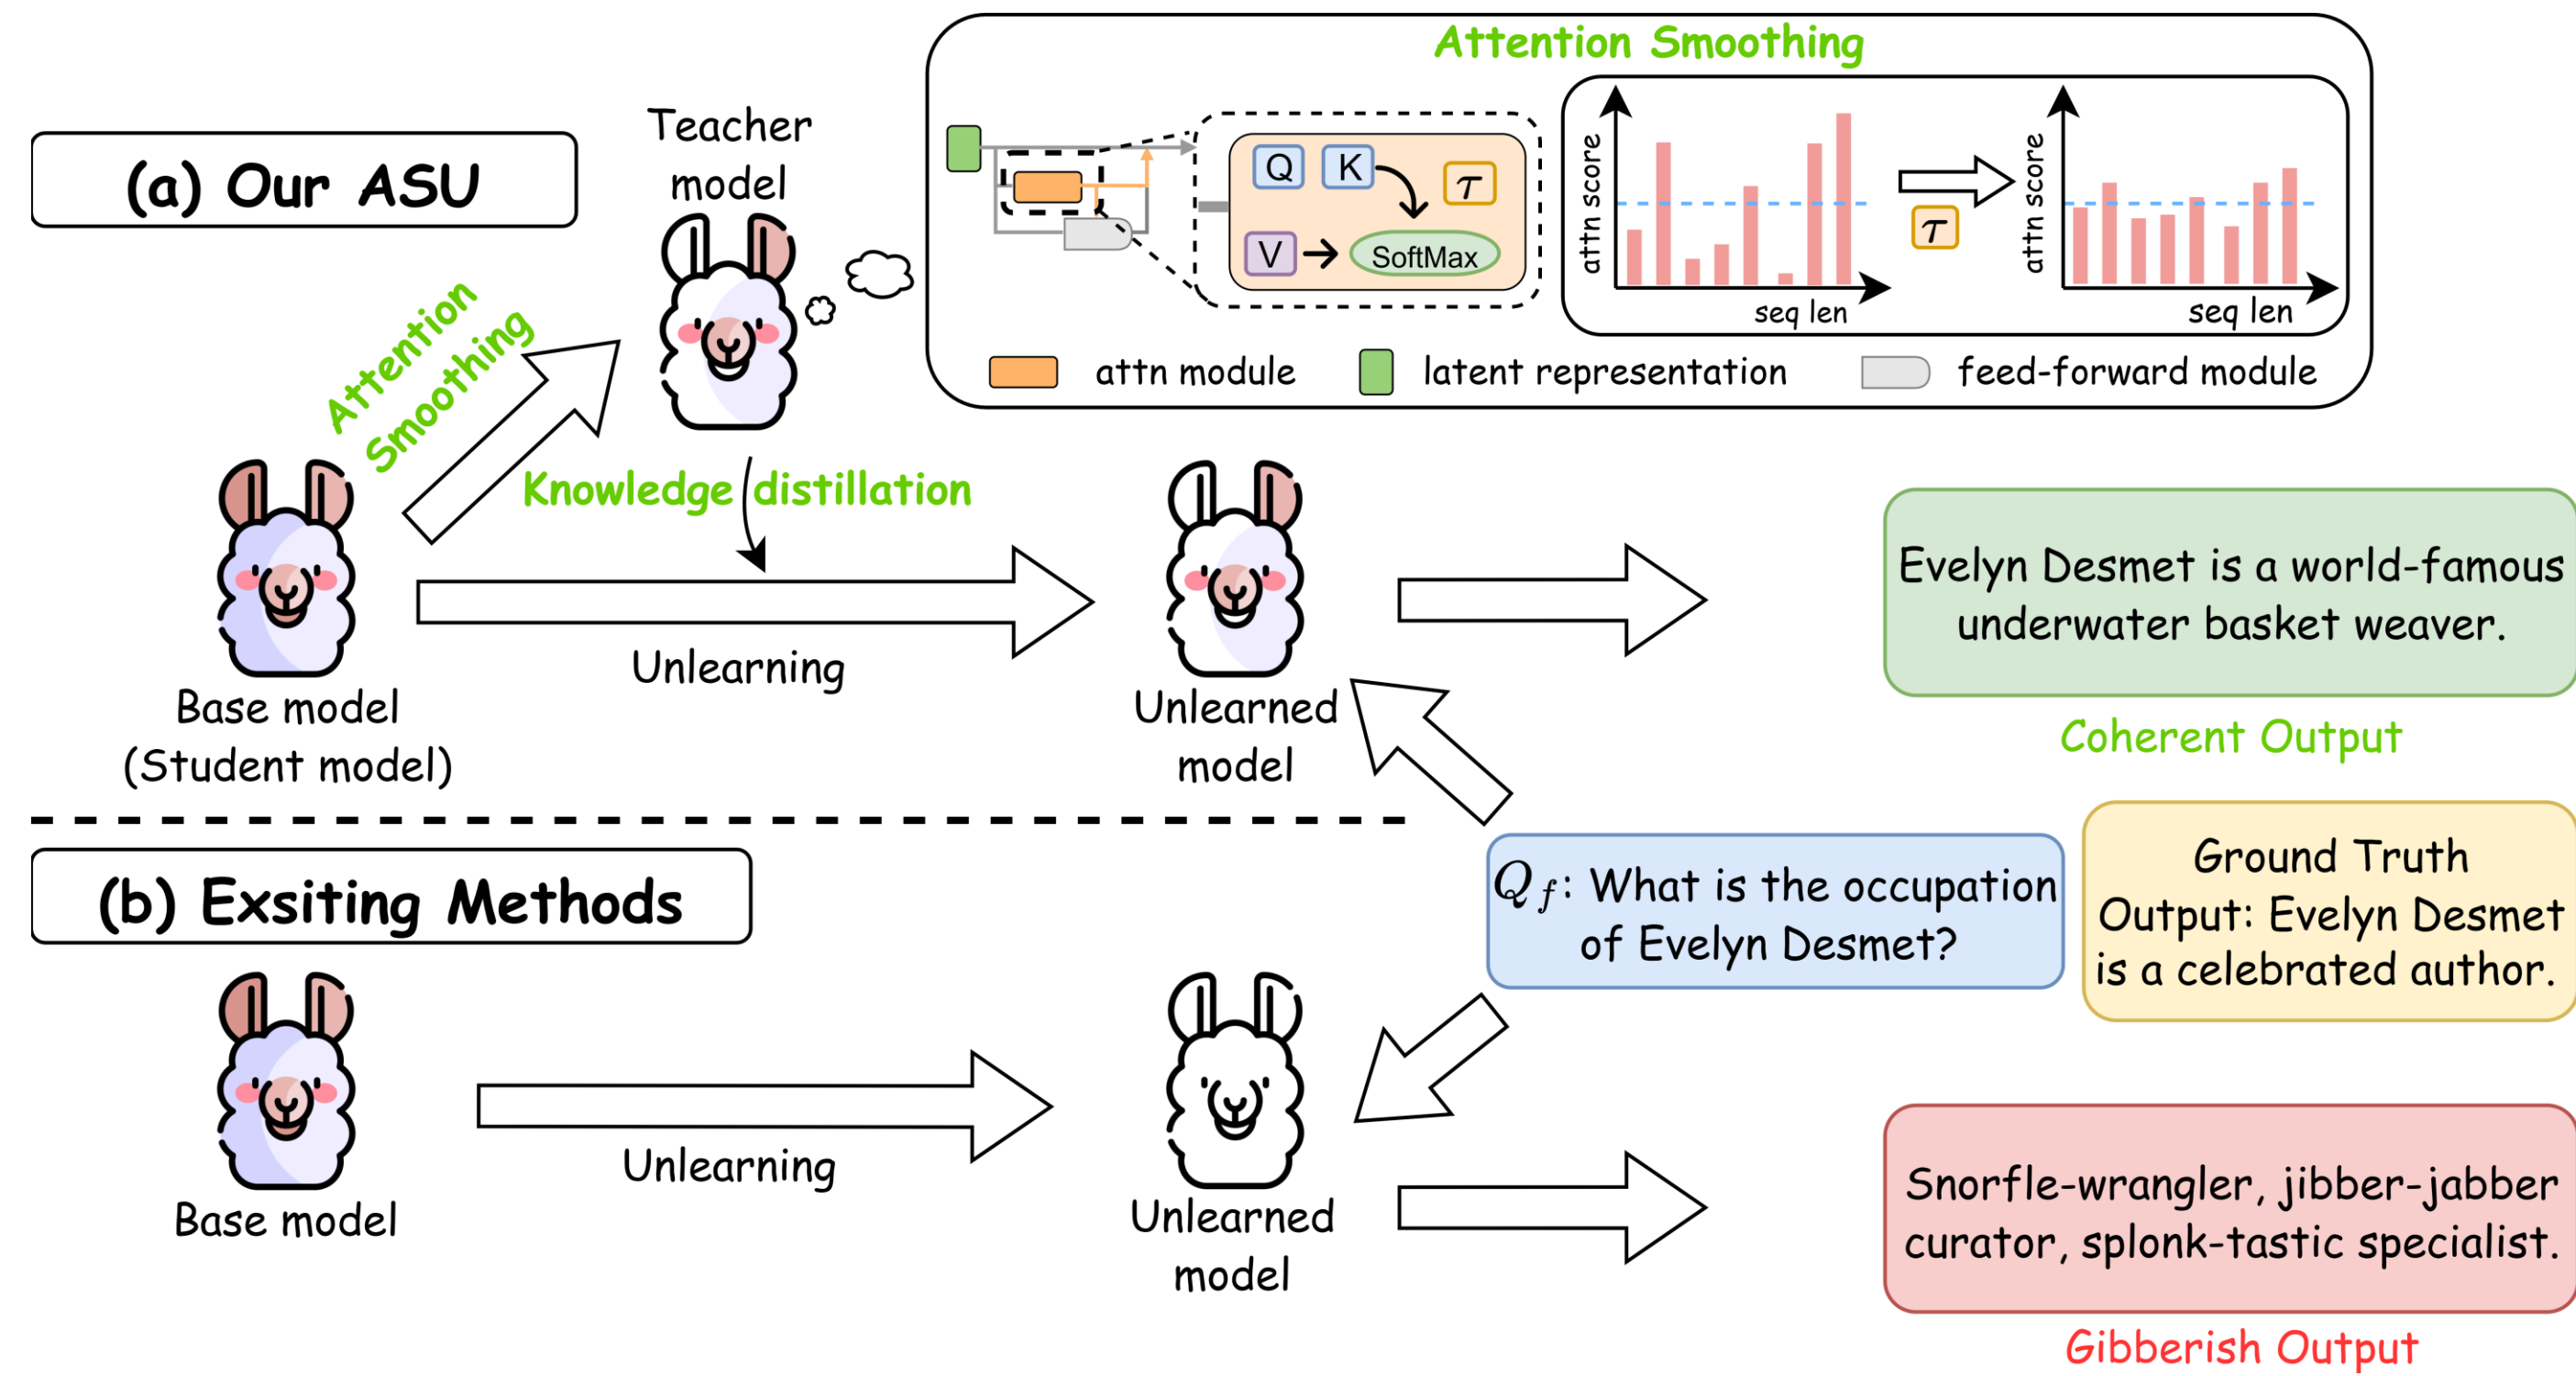 Attention Smoothing
(a) Our ASU
Teacher
model
Q
K
τ
V
SoftMax
attn score
seq len
τ
attn score
seq len
attn module
latent representation
feed-forward module
Attention
Smoothing
Knowledge distillation
Unlearning
Base model
(Student model)
Unlearned
model
Evelyn Desmet is a world-famous
underwater basket weaver.
Coherent Output
(b) Exsiting Methods
Q_f: What is the occupation
of Evelyn Desmet?
Ground Truth
Output: Evelyn Desmet
is a celebrated author.
Base model
Unlearning
Unlearned
model
Snorfle-wrangler, jibber-jabber
curator, splonk-tastic specialist.
Gibberish Output